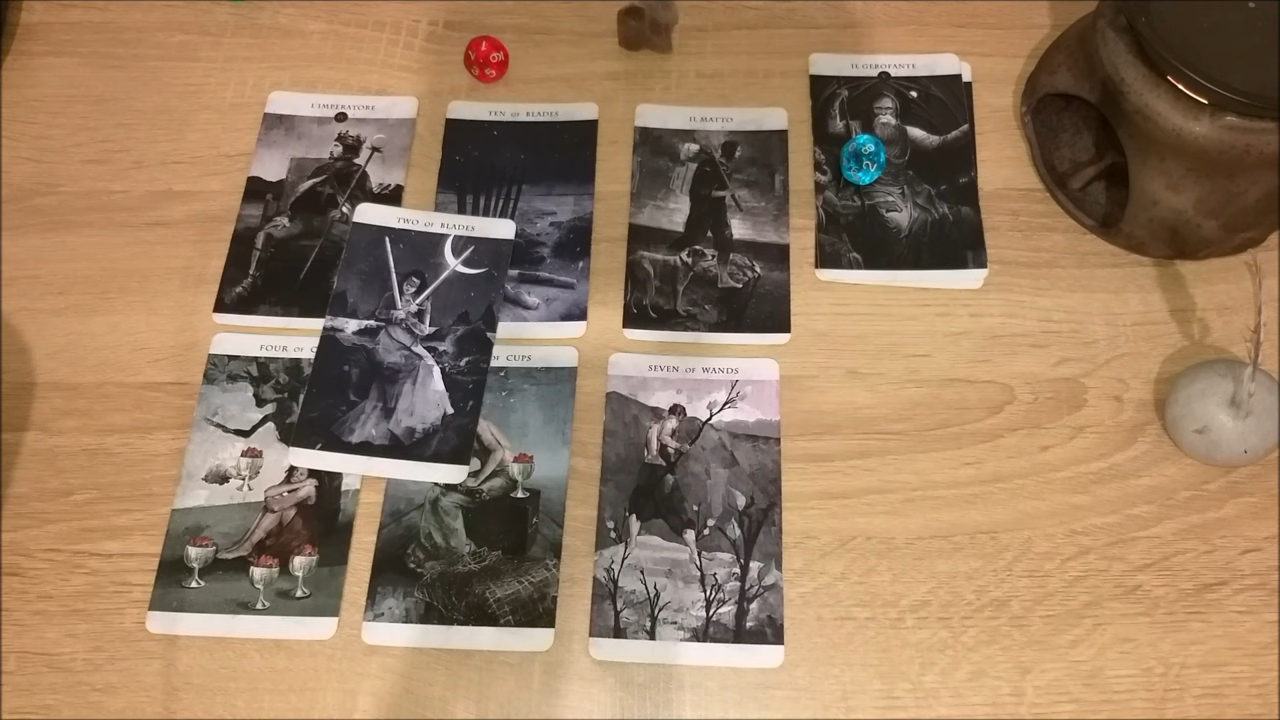 L'IMPERATORE
TEN OF BLADES
IL MATTO
IL GEROFANTE
TWO OF BLADES
FOUR OF C
OF CUPS
SEVEN OF WANDS